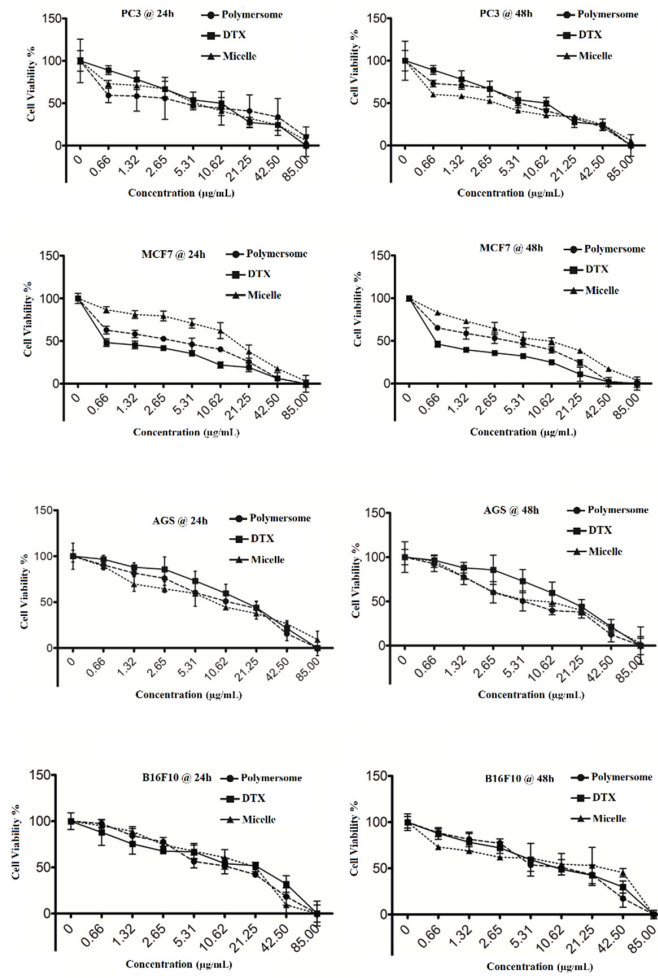 PC3 @ 24h
Polymersome
DTX
Micelle
Cell Viability %
150
100
50
0
0 0.66 1.32 2.65 5.31 10.62 21.25 42.50 85.00
Concentration (µg/mL)
PC3 @ 48h
Polymersome
DTX
Micelle
Cell Viability %
150
100
50
0
0 0.66 1.32 2.65 5.31 10.62 21.25 42.50 85.00
Concentration (µg/mL)
MCF7 @ 24h
Polymersome
DTX
Micelle
Cell Viability %
150
100
50
0
0 0.66 1.32 2.65 5.31 10.62 21.25 42.50 85.00
Concentration (µg/mL)
MCF7 @ 48h
Polymersome
DTX
Micelle
Cell Viability %
150
100
50
0
0 0.66 1.32 2.65 5.31 10.62 21.25 42.50 85.00
Concentration (µg/mL)
AGS @ 24h
Polymersome
DTX
Micelle
Cell Viability %
150
100
50
0
0 0.66 1.32 2.65 5.31 10.62 21.25 42.50 85.00
Concentration (µg/mL)
AGS @ 48h
Polymersome
DTX
Micelle
Cell Viability %
150
100
50
0
0 0.66 1.32 2.65 5.31 10.62 21.25 42.50 85.00
Concentration (µg/mL)
B16F10 @ 24h
Polymersome
DTX
Micelle
Cell Viability %
150
100
50
0
0 0.66 1.32 2.65 5.31 10.62 21.25 42.50 85.00
Concentration (µg/mL)
B16F10 @ 48h
Polymersome
DTX
Micelle
Cell Viability %
150
100
50
0
0 0.66 1.32 2.65 5.31 10.62 21.25 42.50 85.00
Concentration (µg/mL)